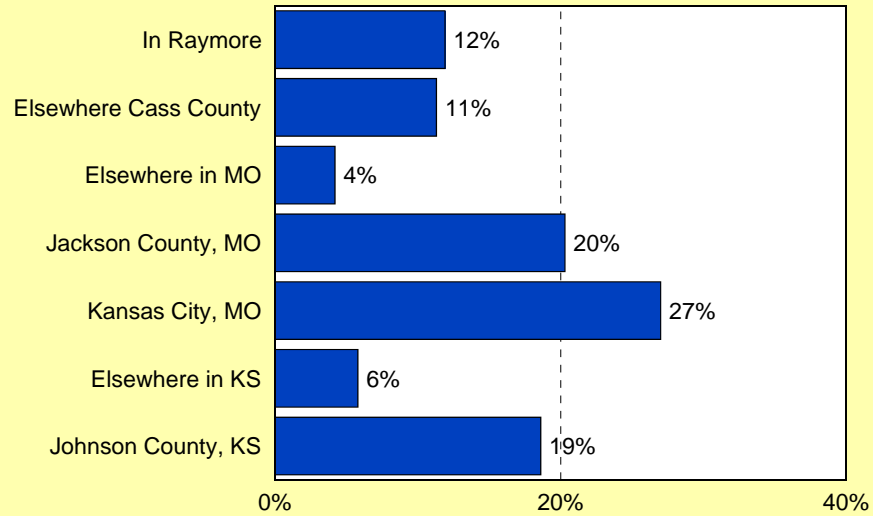 In Raymore 12%
Elsewhere Cass County 11%
Elsewhere in MO 4%
Jackson County, MO 20%
Kansas City, MO 27%
Elsewhere in KS 6%
Johnson County, KS 19%
0% 20% 40%